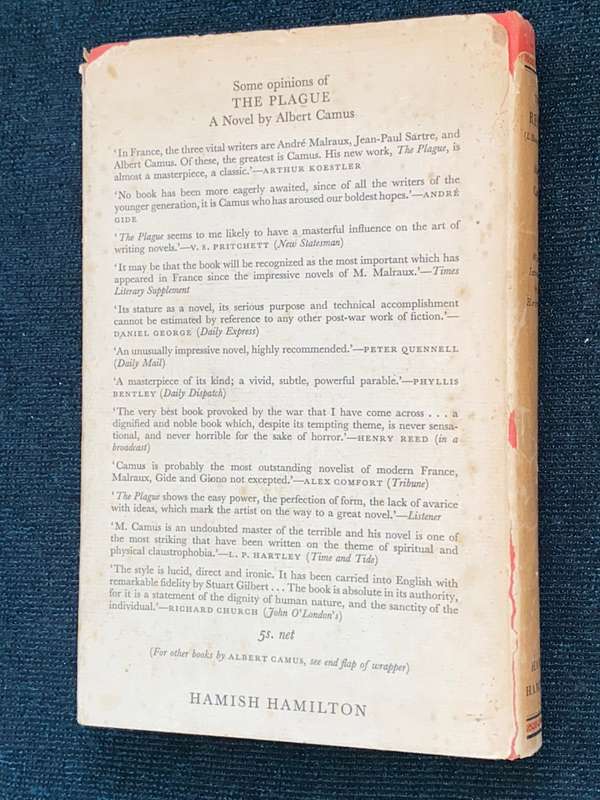 Some opinions of
THE PLAGUE
A Novel by Albert Camus
'In France, the three vital writers are André Malraux, Jean-Paul Sartre, and
Albert Camus. Of these, the greatest is Camus. His new work, The Plague, is
almost a masterpiece, a classic.'—ARTHUR KOESTLER
'No book has been more eagerly awaited, since of all the writers of the
younger generation, it is Camus who has aroused our boldest hopes.'—ANDRÉ
GIDE
'The Plague seems to me likely to have a masterful influence on the art of
writing novels.'—V. S. PRITCHETT (New Statesman)
'It may be that the book will be recognized as the most important which has
appeared in France since the impressive novels of M. Malraux.'—Times
Literary Supplement
'Its stature as a novel, its serious purpose and technical accomplishment
cannot be estimated by reference to any other post-war work of fiction.'—
DANIEL GEORGE (Daily Express)
'An unusually impressive novel, highly recommended.'—PETER QUENNELL
(Daily Mail)
'A masterpiece of its kind; a vivid, subtle, powerful parable.'—PHYLLIS
BENTLEY (Daily Dispatch)
'The very best book provoked by the war that I have come across . . . a
dignified and noble book which, despite its tempting theme, is never sensa-
tional, and never horrible for the sake of horror.'—HENRY REED (in a
broadcast)
'Camus is probably the most outstanding novelist of modern France,
Malraux, Gide and Giono not excepted.'—ALEX COMFORT (Tribune)
'The Plague shows the easy power, the perfection of form, the lack of avarice
with ideas, which mark the artist on the way to a great novel.'—Listener
'M. Camus is an undoubted master of the terrible and his novel is one of
the most striking that have been written on the theme of spiritual and
physical claustrophobia.'—L. P. HARTLEY (Time and Tide)
'The style is lucid, direct and ironic. It has been carried into English with
remarkable fidelity by Stuart Gilbert . . . The book is absolute in its authority,
for it is a statement of the dignity of human nature, and the sanctity of the
individual.'—RICHARD CHURCH (John O'London's)
5s. net
(For other books by ALBERT CAMUS, see end flap of wrapper)
HAMISH HAMILTON